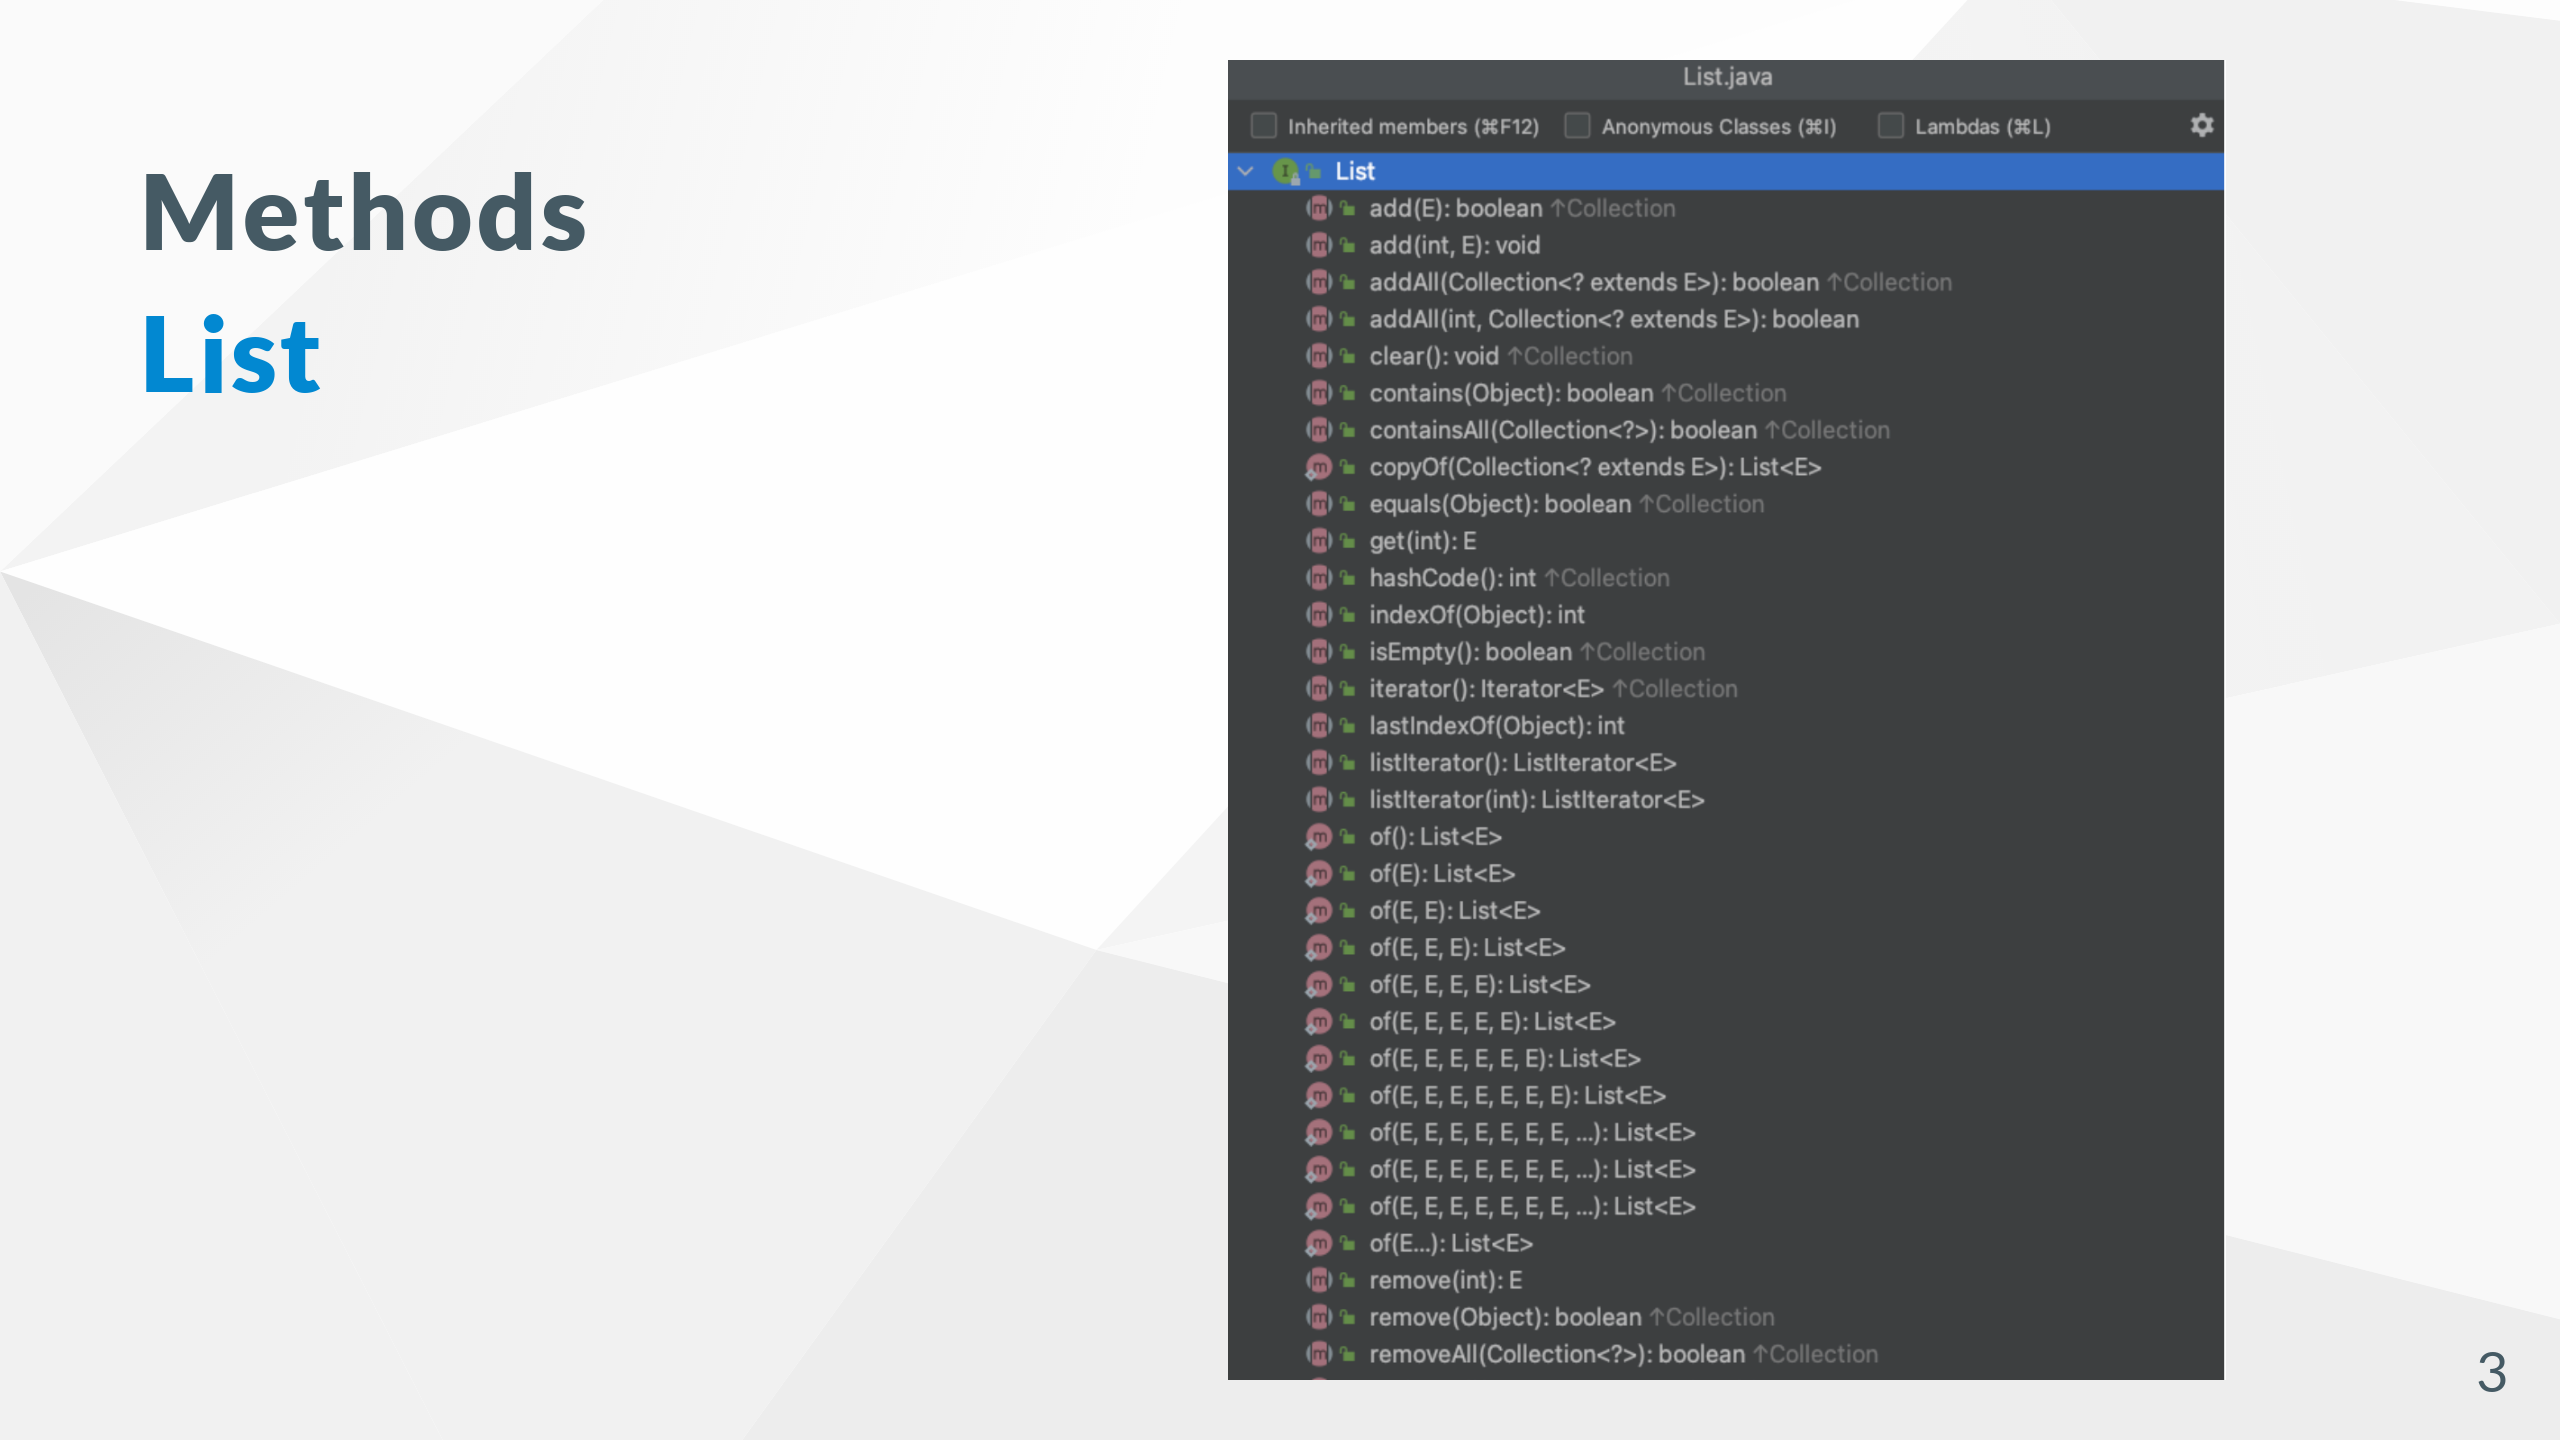 Methods
List
List.java
Inherited members (⌘F12) Anonymous Classes (⌘I) Lambdas (⌘L)
List
add(E): boolean ↑Collection
add(int, E): void
addAll(Collection<? extends E>): boolean ↑Collection
addAll(int, Collection<? extends E>): boolean
clear(): void ↑Collection
contains(Object): boolean ↑Collection
containsAll(Collection<?>): boolean ↑Collection
copyOf(Collection<? extends E>): List<E>
equals(Object): boolean ↑Collection
get(int): E
hashCode(): int ↑Collection
indexOf(Object): int
isEmpty(): boolean ↑Collection
iterator(): Iterator<E> ↑Collection
lastIndexOf(Object): int
listIterator(): ListIterator<E>
listIterator(int): ListIterator<E>
of(): List<E>
of(E): List<E>
of(E, E): List<E>
of(E, E, E): List<E>
of(E, E, E, E): List<E>
of(E, E, E, E, E): List<E>
of(E, E, E, E, E, E): List<E>
of(E, E, E, E, E, E, E): List<E>
of(E, E, E, E, E, E, E, ...): List<E>
of(E, E, E, E, E, E, E, ...): List<E>
of(E, E, E, E, E, E, E, ...): List<E>
of(E...): List<E>
remove(int): E
remove(Object): boolean ↑Collection
removeAll(Collection<?>): boolean ↑Collection
3